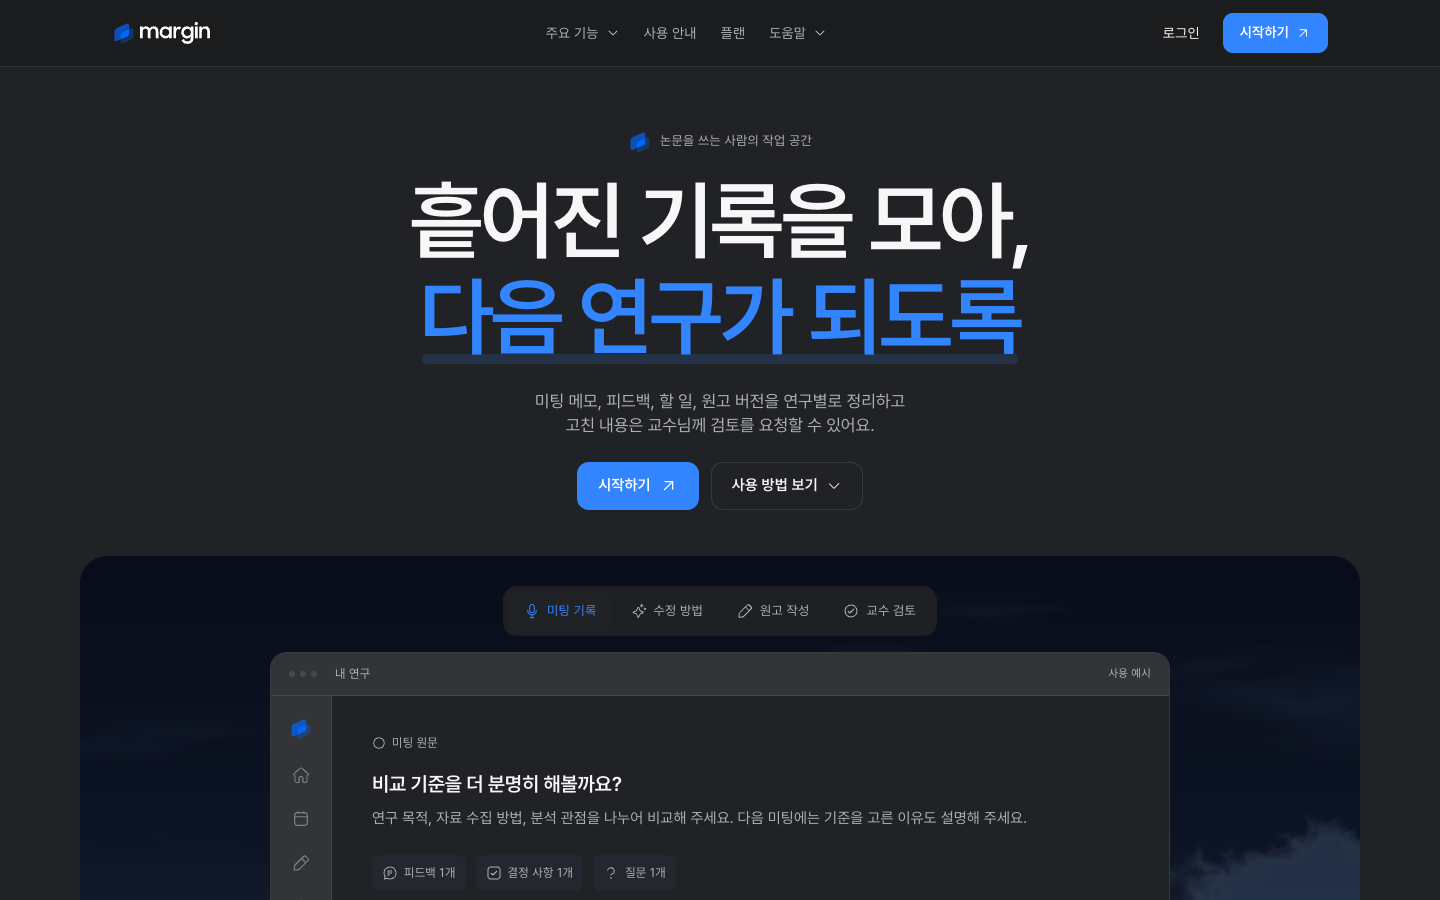 margin
주요 기능
사용 안내
플랜
도움말
로그인
시작하기
논문을 쓰는 사람의 작업 공간
흩어진 기록을 모아,
다음 연구가 되도록
미팅 메모, 피드백, 할 일, 원고 버전을 연구별로 정리하고
고친 내용은 교수님께 검토를 요청할 수 있어요.
시작하기
사용 방법 보기
미팅 기록
수정 방법
원고 작성
교수 검토
내 연구
사용 예시
미팅 원문
비교 기준을 더 분명히 해볼까요?
연구 목적, 자료 수집 방법, 분석 관점을 나누어 비교해 주세요. 다음 미팅에는 기준을 고른 이유도 설명해 주세요.
피드백 1개
결정 사항 1개
질문 1개